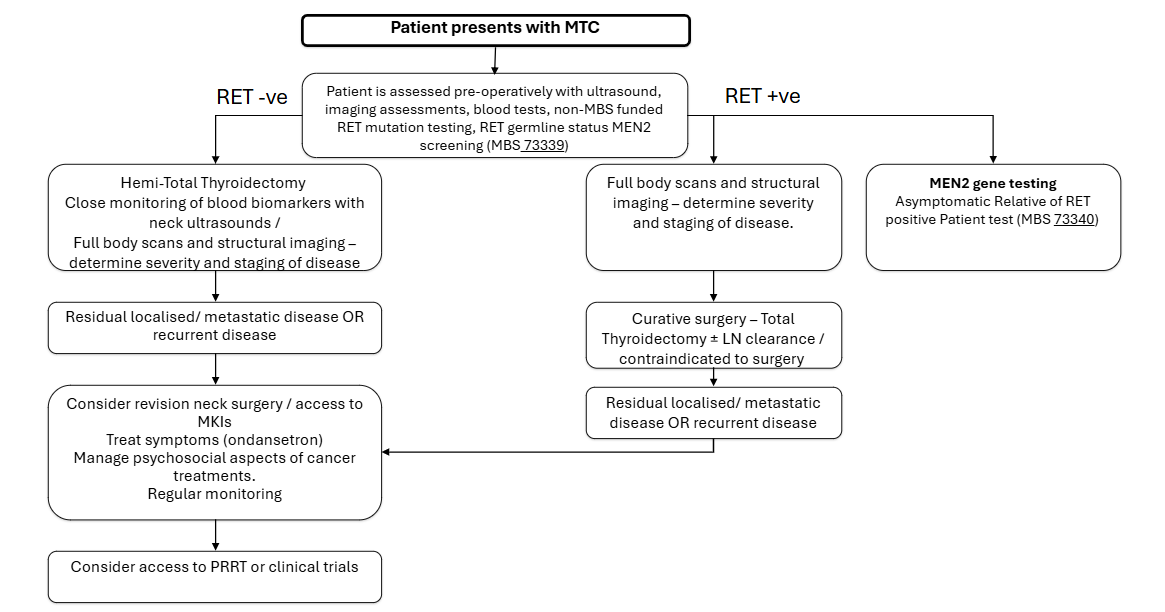 Patient presents with MTC
RET -ve
Patient is assessed pre-operatively with ultrasound,
imaging assessments, blood tests, non-MBS funded
RET mutation testing, RET germline status MEN2
screening (MBS 73339)
RET +ve
Hemi-Total Thyroidectomy
Close monitoring of blood biomarkers with
neck ultrasounds /
Full body scans and structural imaging –
determine severity and staging of disease
Full body scans and structural
imaging – determine severity
and staging of disease.
MEN2 gene testing
Asymptomatic Relative of RET
positive Patient test (MBS 73340)
Residual localised/ metastatic disease OR
recurrent disease
Curative surgery – Total
Thyroidectomy ± LN clearance /
contraindicated to surgery
Consider revision neck surgery / access to
MKIs
Treat symptoms (ondansetron)
Manage psychosocial aspects of cancer
treatments.
Regular monitoring
Residual localised/ metastatic
disease OR recurrent disease
Consider access to PRRT or clinical trials